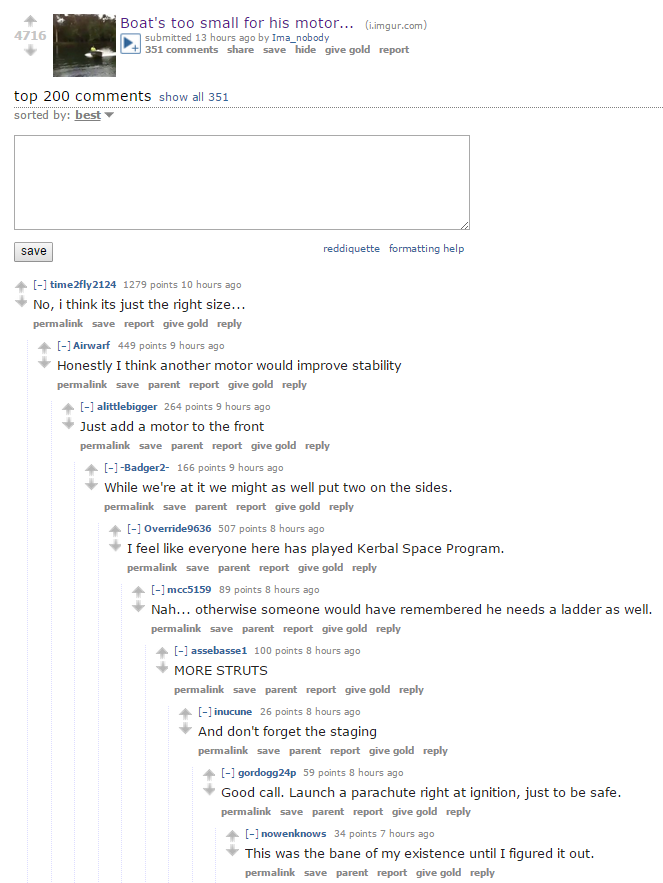 Boat's too small for his motor... (i.imgur.com)
4716
submitted 13 hours ago by Ima_nobody
351 comments share save hide give gold report
top 200 comments show all 351
sorted by: best
save
reddiquette formatting help
[–] time2fly2124 1279 points 10 hours ago
No, i think its just the right size...
permalink save report give gold reply
[–] Airwarf 449 points 9 hours ago
Honestly I think another motor would improve stability
permalink save parent report give gold reply
[–] alittlebigger 264 points 9 hours ago
Just add a motor to the front
permalink save parent report give gold reply
[–] -Badger2- 166 points 9 hours ago
While we're at it we might as well put two on the sides.
permalink save parent report give gold reply
[–] Override9636 507 points 8 hours ago
I feel like everyone here has played Kerbal Space Program.
permalink save parent report give gold reply
[–] mcc5159 89 points 8 hours ago
Nah... otherwise someone would have remembered he needs a ladder as well.
permalink save parent report give gold reply
[–] assebasse1 100 points 8 hours ago
MORE STRUTS
permalink save parent report give gold reply
[–] inucune 26 points 8 hours ago
And don't forget the staging
permalink save parent report give gold reply
[–] gordogg24p 59 points 8 hours ago
Good call. Launch a parachute right at ignition, just to be safe.
permalink save parent report give gold reply
[–] nowenknows 34 points 7 hours ago
This was the bane of my existence until I figured it out.
permalink save parent report give gold reply